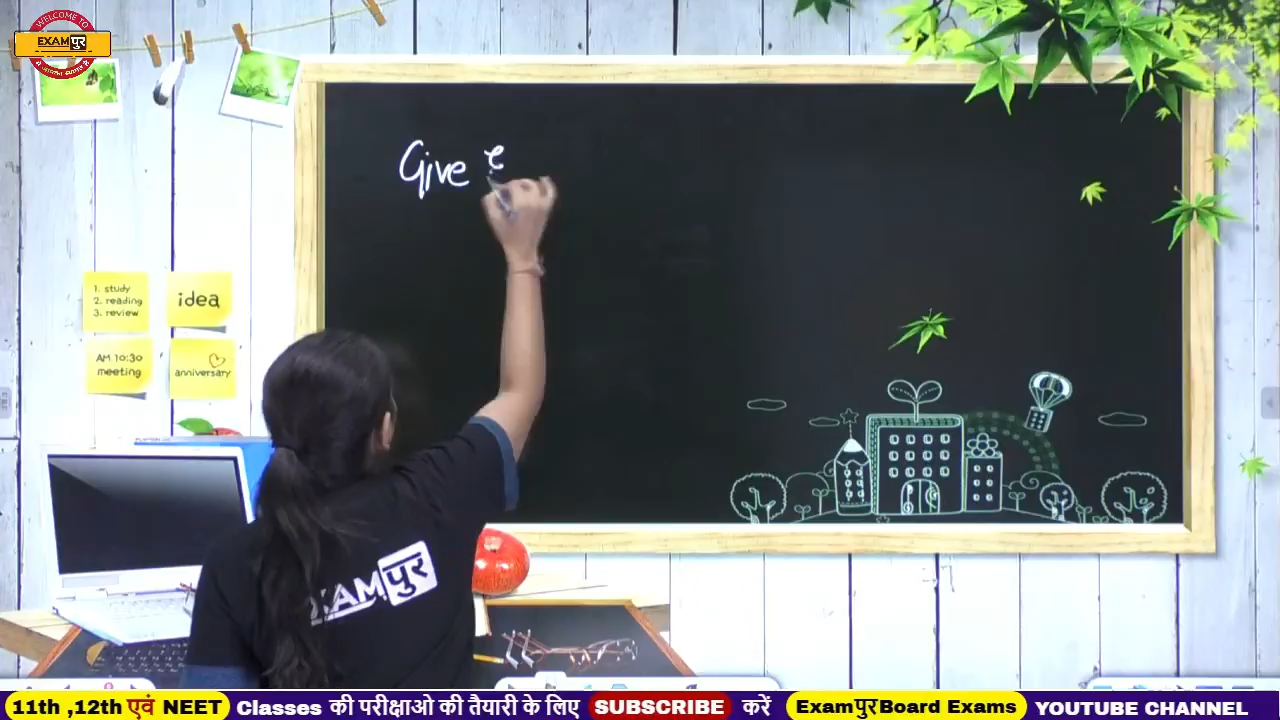 WELCOME TO
EXAMपुर
Give e
1. study
2. reading
3. review
idea
AM 10:30
meeting
anniversary
EXAMपुर
11th ,12th एवं NEET Classes की परीक्षाओ की तैयारी के लिए SUBSCRIBE करें ExamपुरBoard Exams YOUTUBE CHANNEL